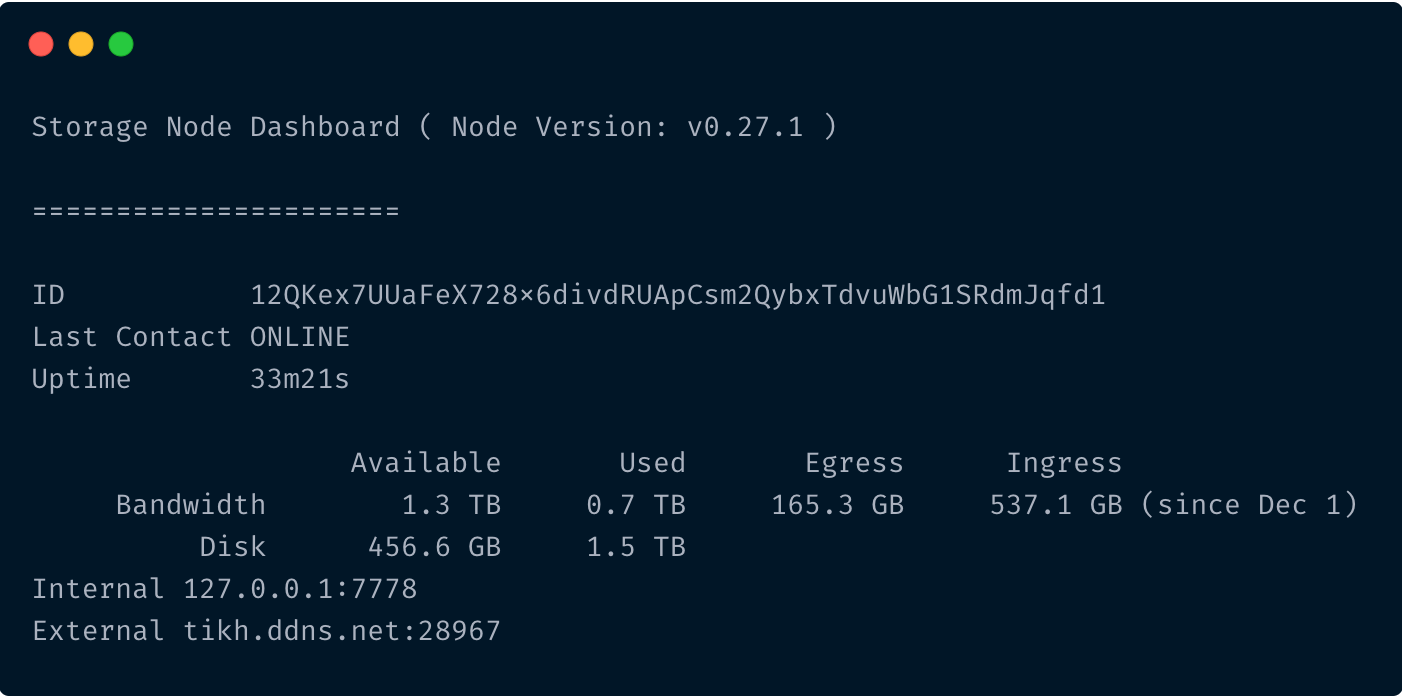 Storage Node Dashboard ( Node Version: v0.27.1 )
======================
ID 12QKex7UUaFeX728×6divdRUApCsm2QybxTdvuWbG1SRdmJqfd1
Last Contact ONLINE
Uptime 33m21s
Available Used Egress Ingress
Bandwidth 1.3 TB 0.7 TB 165.3 GB 537.1 GB (since Dec 1)
Disk 456.6 GB 1.5 TB
Internal 127.0.0.1:7778
External tikh.ddns.net:28967